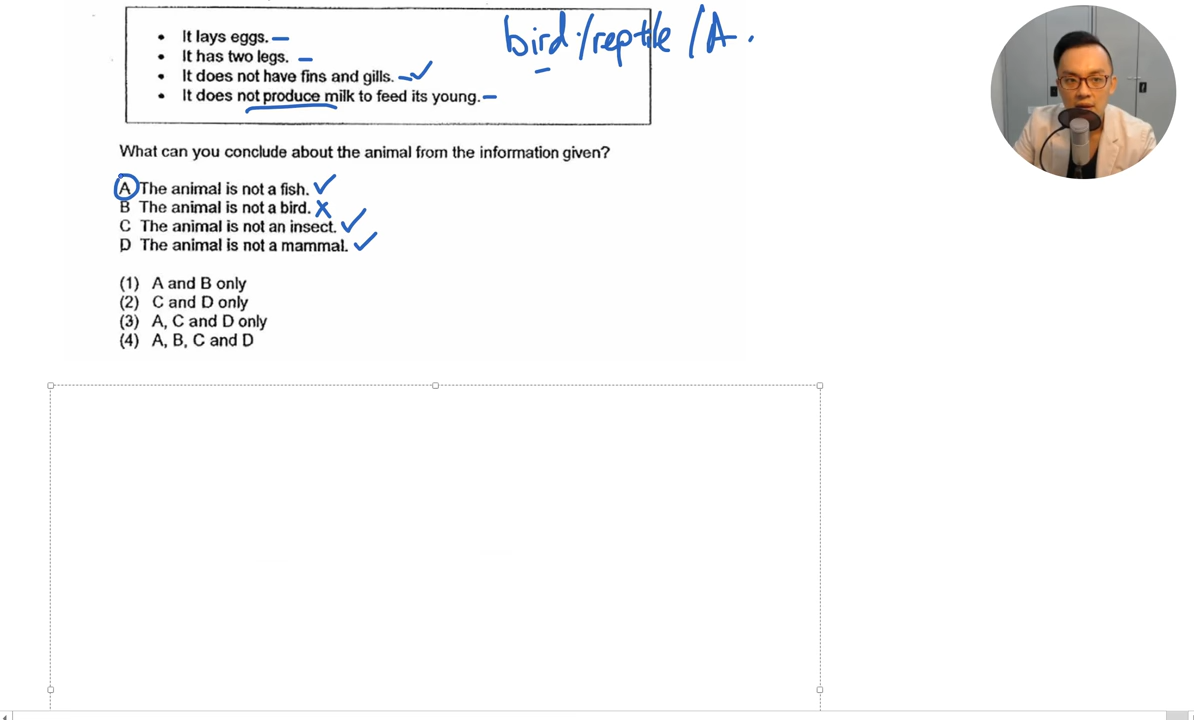 bird./reptile / A.
• It lays eggs.
• It has two legs.
• It does not have fins and gills. ✓
• It does not produce milk to feed its young.
What can you conclude about the animal from the information given?
A The animal is not a fish. ✓
B The animal is not a bird. X
C The animal is not an insect. ✓
D The animal is not a mammal. ✓
(1) A and B only
(2) C and D only
(3) A, C and D only
(4) A, B, C and D